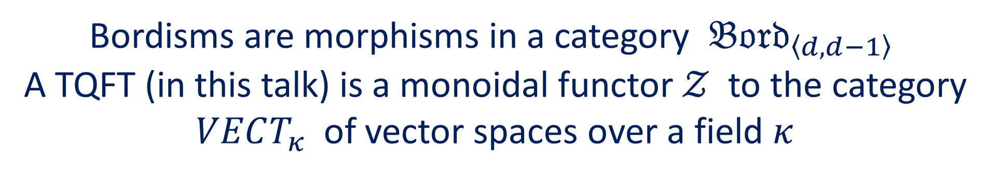 Bordisms are morphisms in a category 𝔅𝔬𝔯𝔡⟨d,d−1⟩
A TQFT (in this talk) is a monoidal functor 𝒵 to the category
VECTκ of vector spaces over a field κ